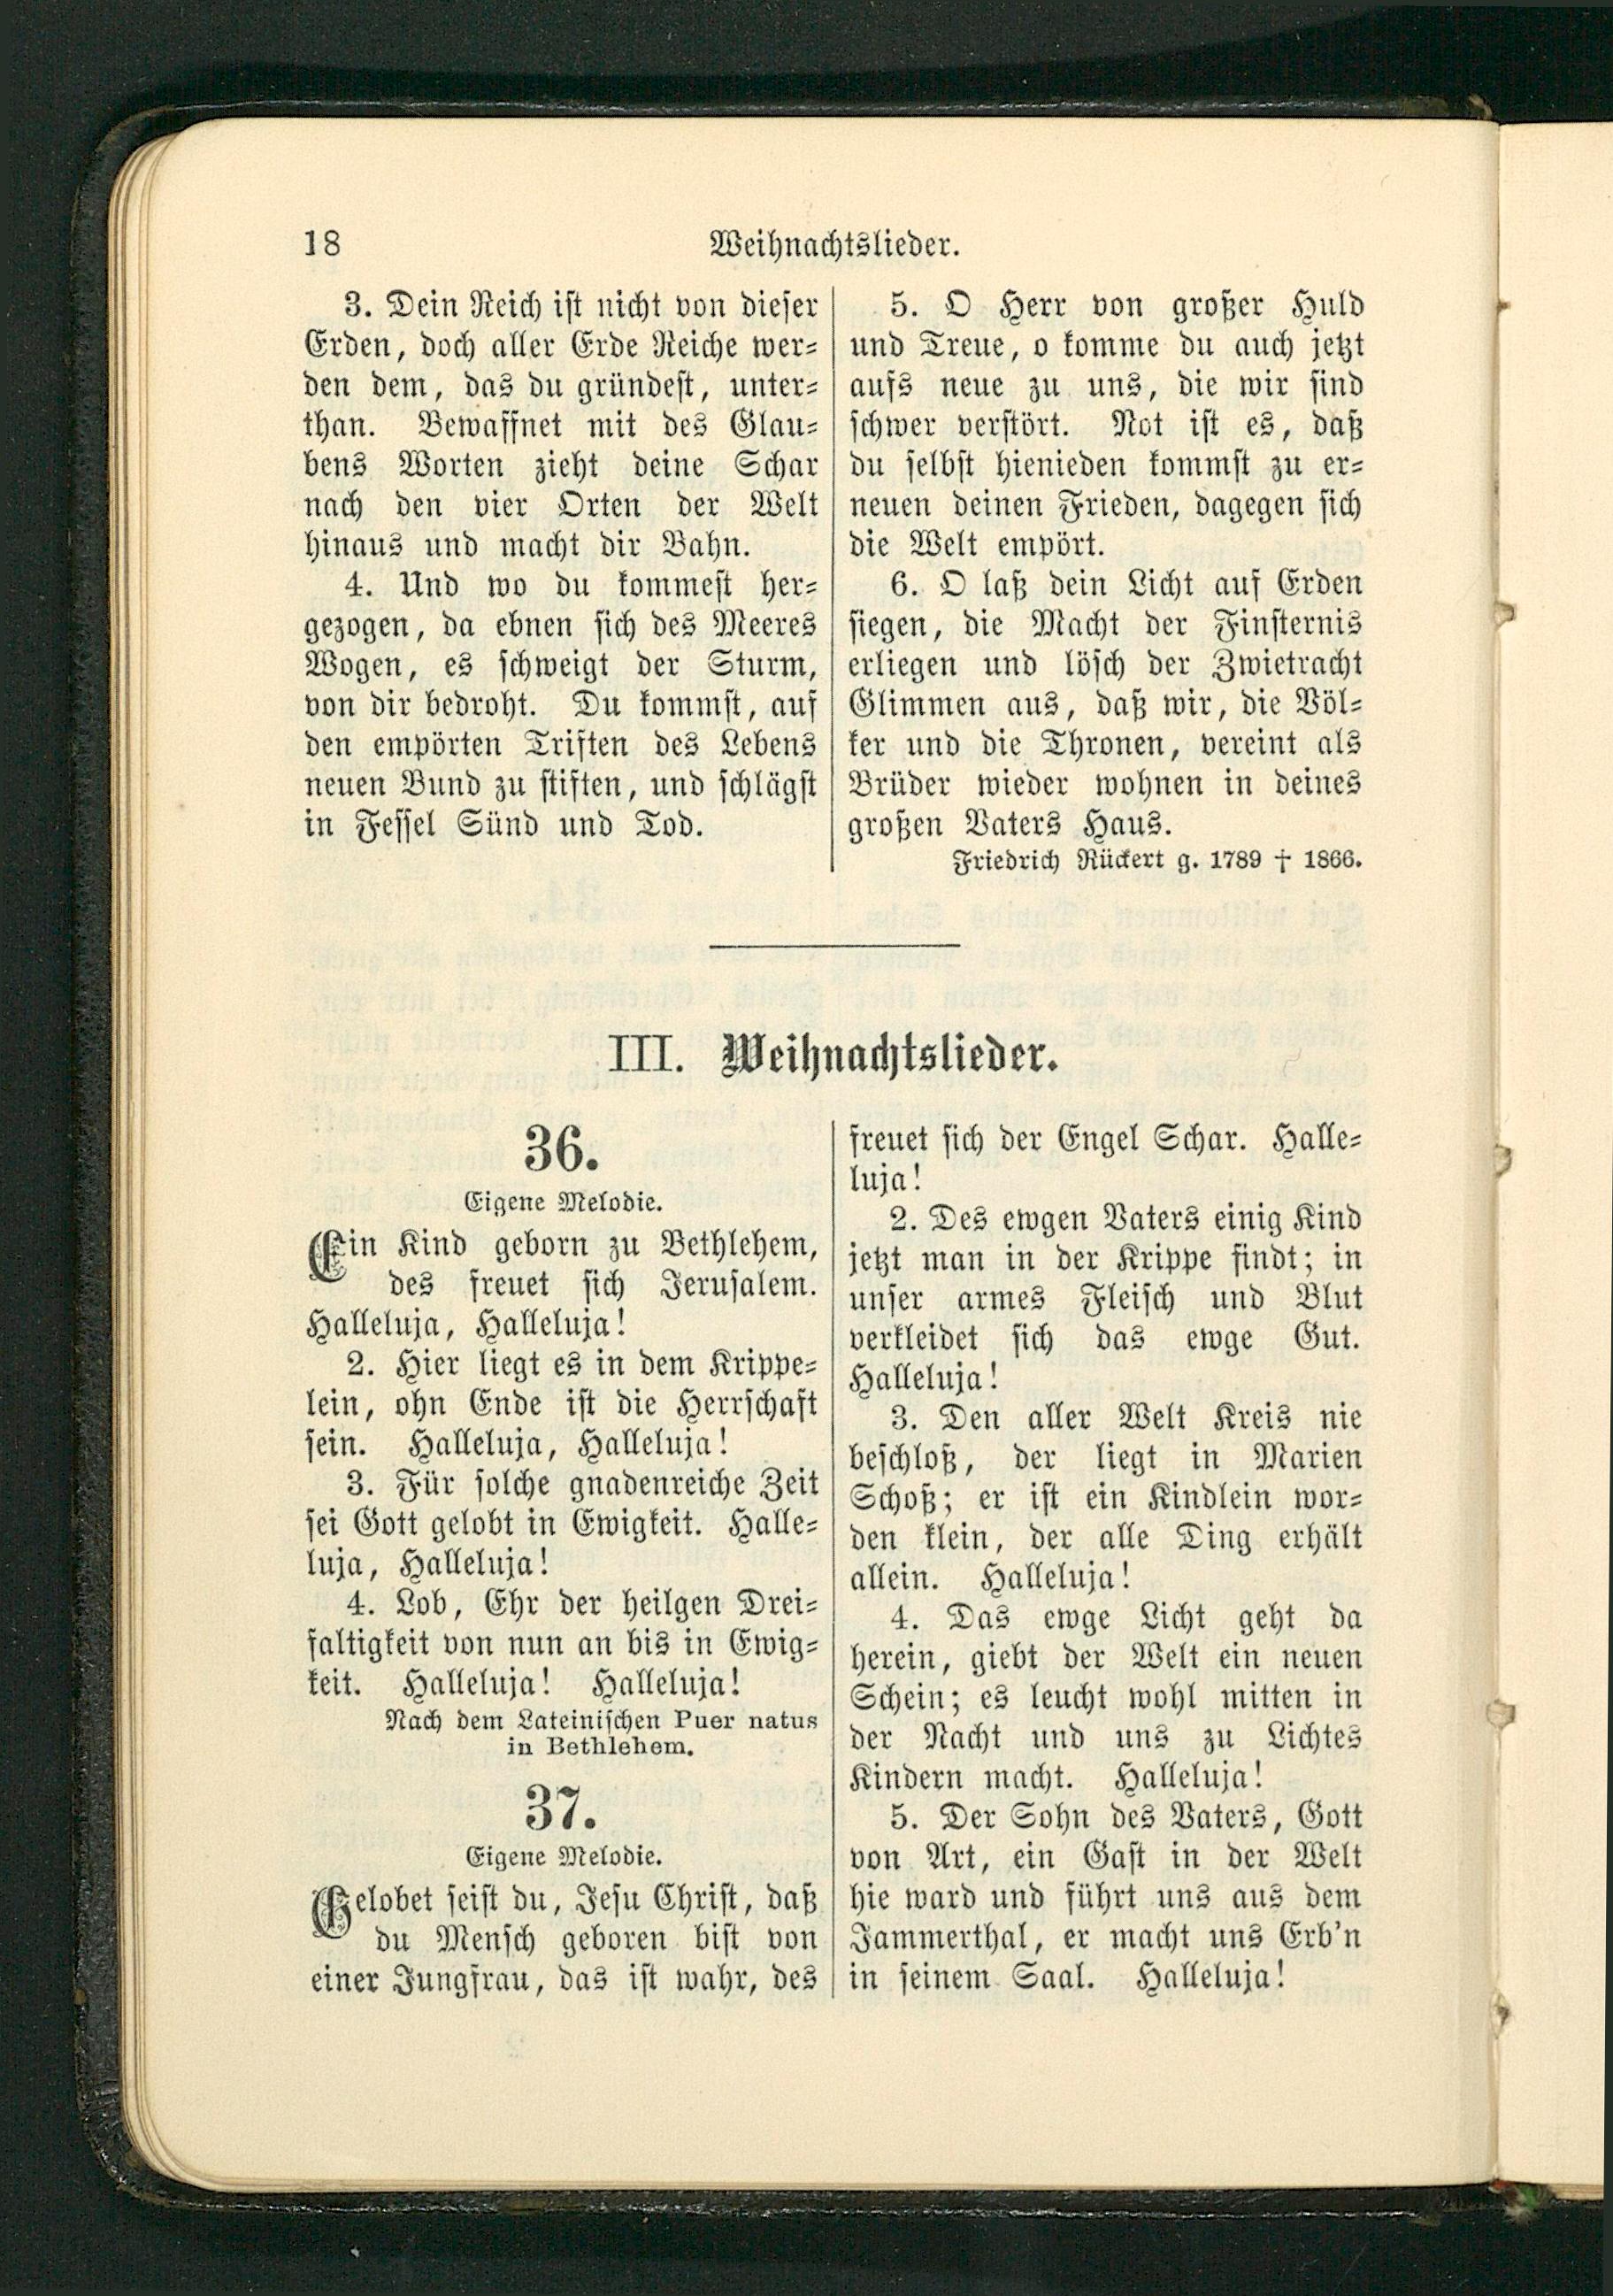 18
Weihnachtslieder.
3. Dein Reich ist nicht von dieser
Erden, doch aller Erde Reiche wer-
den dem, das du gründest, unter-
than. Bewaffnet mit des Glau-
bens Worten zieht deine Schar
nach den vier Orten der Welt
hinaus und macht dir Bahn.
4. Und wo du kommest her-
gezogen, da ebnen sich des Meeres
Wogen, es schweigt der Sturm,
von dir bedroht. Du kommst, auf
den empörten Triften des Lebens
neuen Bund zu stiften, und schlägst
in Fessel Sünd und Tod.
5. O Herr von großer Huld
und Treue, o komme du auch jetzt
aufs neue zu uns, die wir sind
schwer verstört. Not ist es, daß
du selbst hienieden kommst zu er-
neuen deinen Frieden, dagegen sich
die Welt empört.
6. O laß dein Licht auf Erden
siegen, die Macht der Finsternis
erliegen und lösch der Zwietracht
Glimmen aus, daß wir, die Völ-
ker und die Thronen, vereint als
Brüder wieder wohnen in deines
großen Vaters Haus.
Friedrich Rückert g. 1789 † 1866.
III. Weihnachtslieder.
36.
Eigene Melodie.
Ein Kind geborn zu Bethlehem,
des freuet sich Jerusalem.
Halleluja, Halleluja!
2. Hier liegt es in dem Krippe-
lein, ohn Ende ist die Herrschaft
sein. Halleluja, Halleluja!
3. Für solche gnadenreiche Zeit
sei Gott gelobt in Ewigkeit. Halle-
luja, Halleluja!
4. Lob, Ehr der heilgen Drei-
faltigkeit von nun an bis in Ewig-
keit. Halleluja! Halleluja!
Nach dem Lateinischen Puer natus
in Bethlehem.
37.
Eigene Melodie.
Gelobet seist du, Jesu Christ, daß
du Mensch geboren bist von
einer Jungfrau, das ist wahr, des
freuet sich der Engel Schar. Halle-
luja!
2. Des ewgen Vaters einig Kind
jetzt man in der Krippe findt; in
unser armes Fleisch und Blut
verkleidet sich das ewge Gut.
Halleluja!
3. Den aller Welt Kreis nie
beschloß, der liegt in Marien
Schoß; er ist ein Kindlein wor-
den klein, der alle Ding erhält
allein. Halleluja!
4. Das ewge Licht geht da
herein, giebt der Welt ein neuen
Schein; es leucht wohl mitten in
der Nacht und uns zu Lichtes
Kindern macht. Halleluja!
5. Der Sohn des Vaters, Gott
von Art, ein Gast in der Welt
hie ward und führt uns aus dem
Jammerthal, er macht uns Erb'n
in seinem Saal. Halleluja!